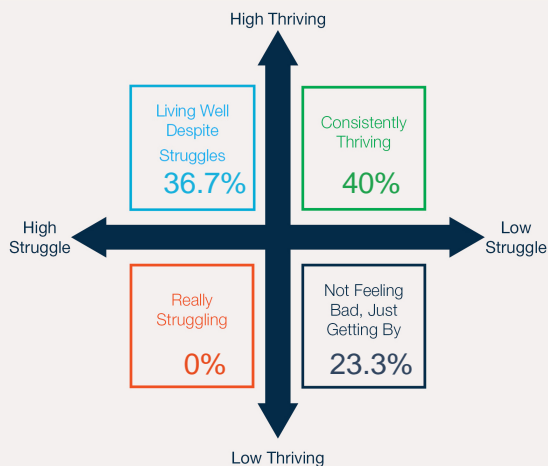 High Thriving
Living Well
Despite
Struggles
36.7%
Consistently
Thriving
40%
High
Struggle
Low
Struggle
Really
Struggling
0%
Not Feeling
Bad, Just
Getting By
23.3%
Low Thriving